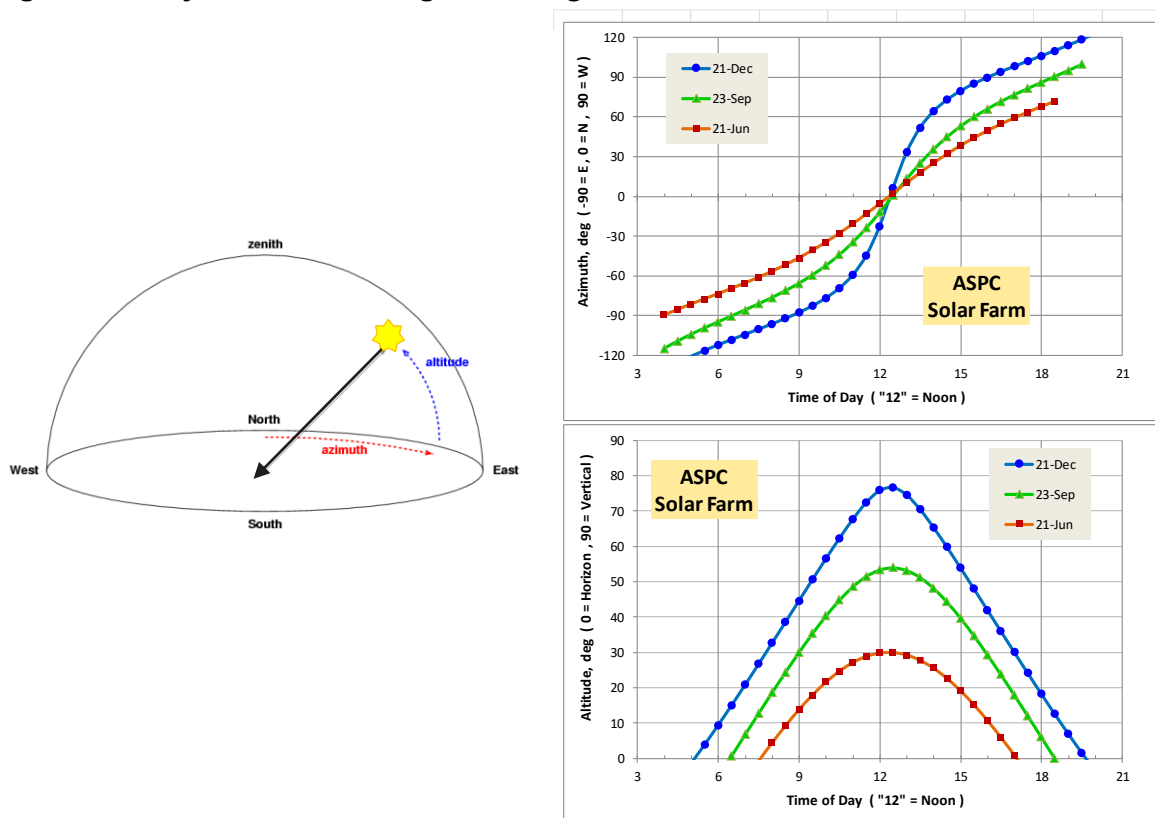 zenith
altitude
North
azimuth
West
East
South
120
90
60
30
0
-30
-60
-90
-120
Azimuth, deg ( -90 = E , 0 = N , 90 = W )
21-Dec
23-Sep
21-Jun
ASPC
Solar Farm
3 6 9 12 15 18 21
Time of Day ( "12" = Noon )
90
80
70
60
50
40
30
20
10
0
Altitude, deg ( 0 = Horizon , 90 = Vertical )
ASPC
Solar Farm
21-Dec
23-Sep
21-Jun
3 6 9 12 15 18 21
Time of Day ( "12" = Noon )